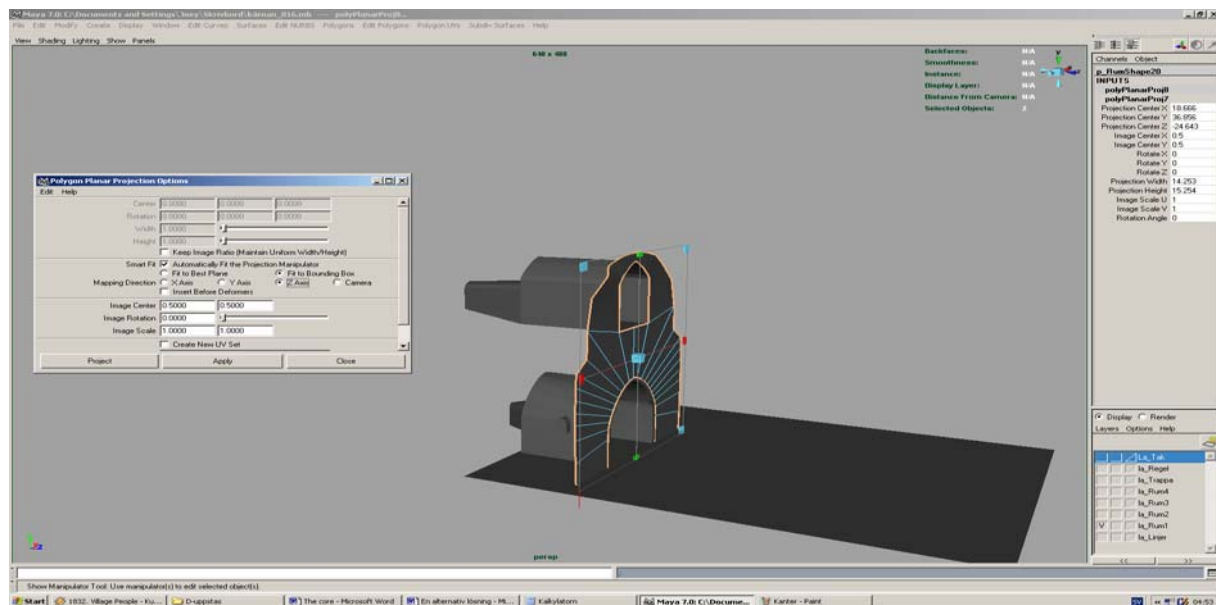 Maya 7.0: C:\Documents and Settings\Joey\Skrivbord\bärnan_016.mb --- polyPlanarProj8...
File Edit Modify Create Display Window Edit Curves Surfaces Edit NURBS Polygons Edit Polygons Polygon UVs Subdiv Surfaces Help
View Shading Lighting Show Panels
640 x 480
Backfaces: N/A
Smoothness: N/A
Instance: N/A
Display Layer: N/A
Distance From Camera: N/A
Selected Objects: 2
Y
Channels Object
p_RumShape20
INPUTS
polyPlanarProj8
polyPlanarProj7
Projection Center X 18.666
Projection Center Y 36.856
Projection Center Z -24.643
Image Center X 0.5
Image Center Y 0.5
Rotate X 0
Rotate Y 0
Rotate Z 0
Projection Width 14.253
Projection Height 15.254
Image Scale U 1
Image Scale V 1
Rotation Angle 0
Polygon Planar Projection Options
Edit Help
Center 0.0000 0.0000 0.0000
Rotation 0.0000 0.0000 0.0000
Width 1.0000
Height 1.0000
Keep Image Ratio (Maintain Uniform Width/Height)
Smart Fit Automatically Fit the Projection Manipulator
Fit to Best Plane Fit to Bounding Box
Mapping Direction X Axis Y Axis Z Axis Camera
Insert Before Deformers
Image Center 0.5000 0.5000
Image Rotation 0.0000
Image Scale 1.0000 1.0000
Create New UV Set
Project Apply Close
persp
Display Render
Layers Options Help
La_Tak
la_Regel
la_Trappa
la_Rum4
la_Rum3
la_Rum2
V la_Rum1
la_Linjer
<< >>
Show Manipulator Tool: Use manipulator(s) to edit selected object(s).
Start 1032. Village People - Ku... D-uppstas The core - Microsoft Word En alternativ lösning - Mi... Kalkylatorn Maya 7.0: C:\Docume... Kanter - Paint SV 04:53